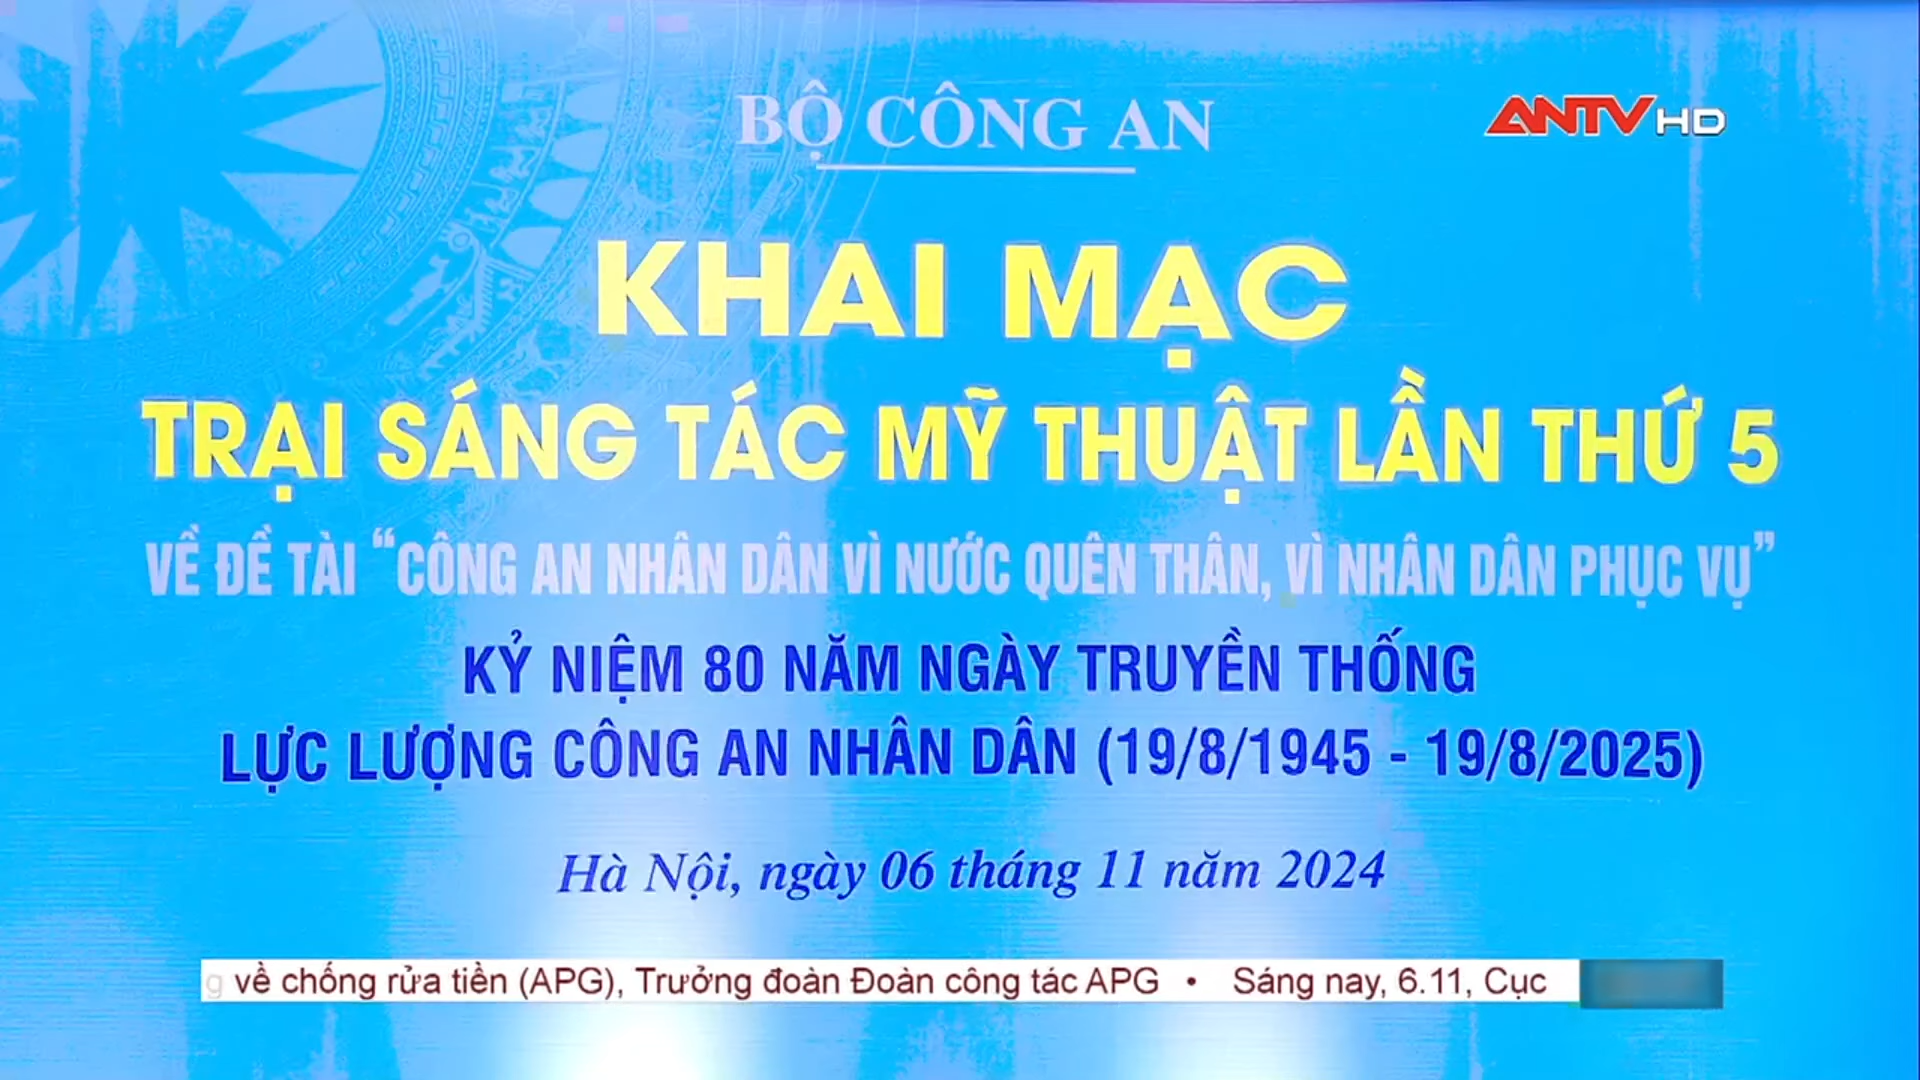 BỘ CÔNG AN
ANTV HD
KHAI MẠC
TRẠI SÁNG TÁC MỸ THUẬT LẦN THỨ 5
VỀ ĐỀ TÀI “CÔNG AN NHÂN DÂN VÌ NƯỚC QUÊN THÂN, VÌ NHÂN DÂN PHỤC VỤ”
KỶ NIỆM 80 NĂM NGÀY TRUYỀN THỐNG
LỰC LƯỢNG CÔNG AN NHÂN DÂN (19/8/1945 - 19/8/2025)
Hà Nội, ngày 06 tháng 11 năm 2024
g về chống rửa tiền (APG), Trưởng đoàn Đoàn công tác APG • Sáng nay, 6.11, Cục